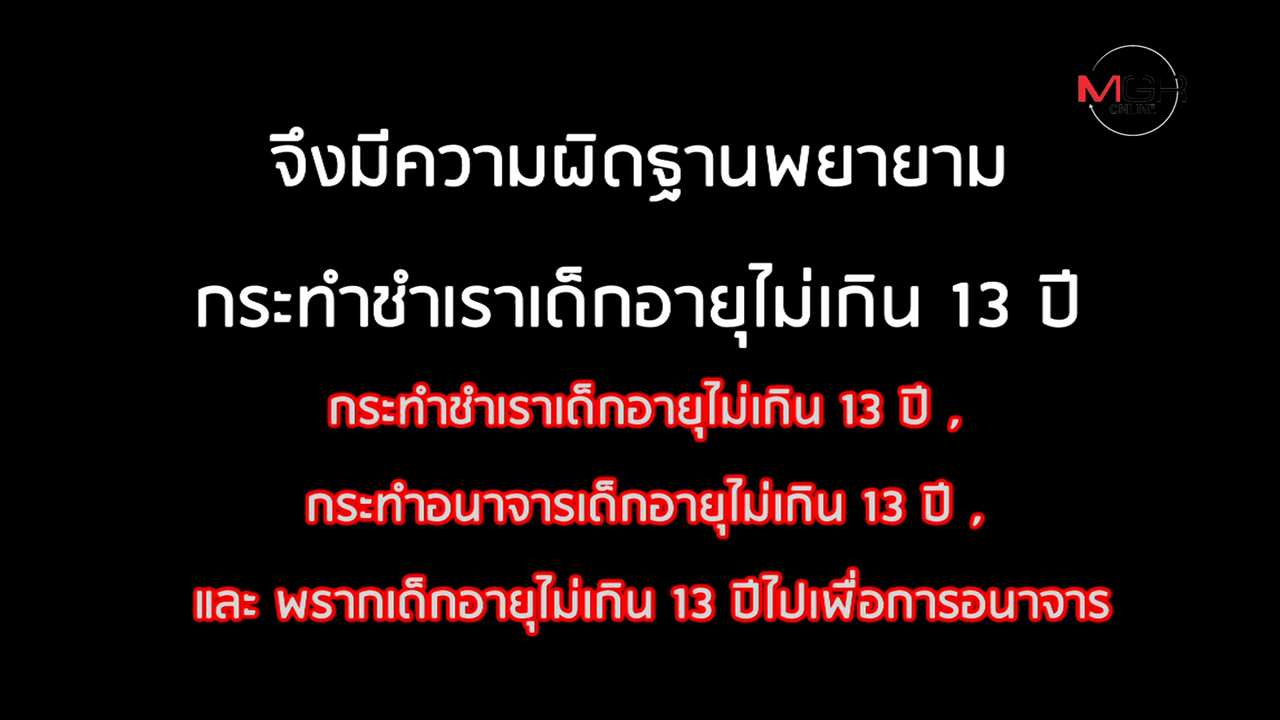 MGR
ONLINE
จึงมีความผิดฐานพยายาม
กระทำชำเราเด็กอายุไม่เกิน 13 ปี
กระทำชำเราเด็กอายุไม่เกิน 13 ปี ,
กระทำอนาจารเด็กอายุไม่เกิน 13 ปี ,
และ พรากเด็กอายุไม่เกิน 13 ปีไปเพื่อการอนาจาร